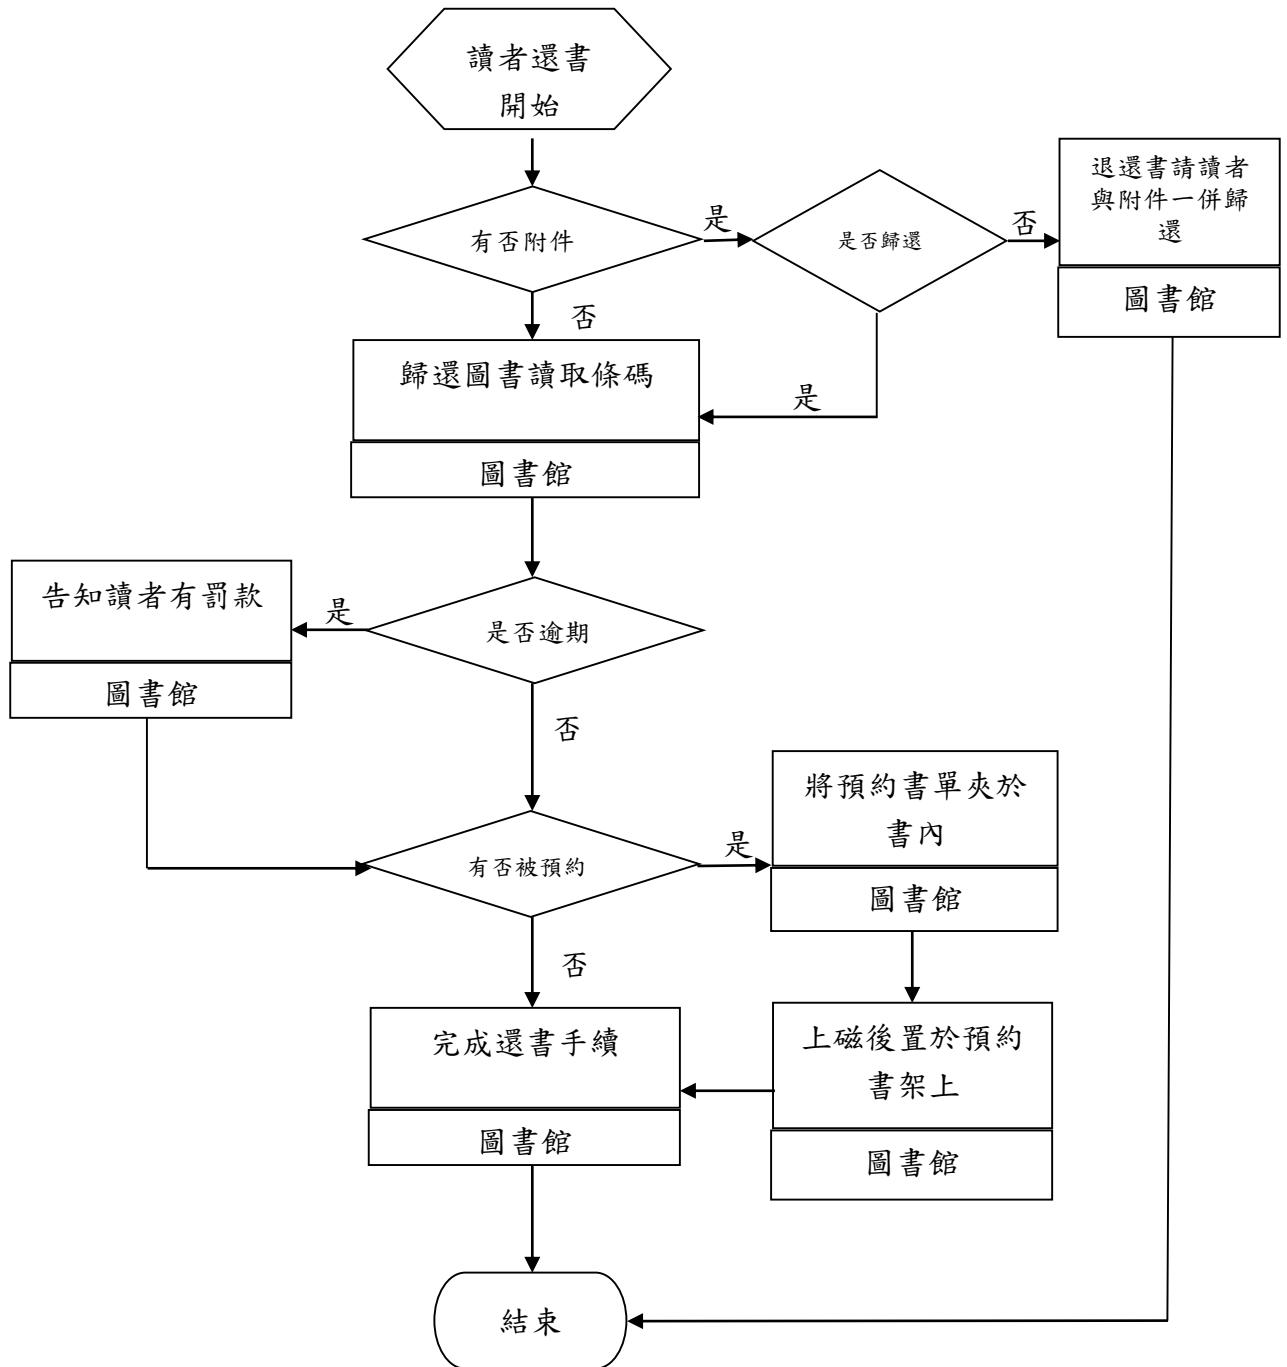 讀者還書
開始
退還書請讀者
與附件一併歸
還
圖書館
有否附件
是
是否歸還
否
否
歸還圖書讀取條碼
是
圖書館
告知讀者有罰款
是
是否逾期
圖書館
否
將預約書單夾於
書內
圖書館
有否被預約
是
否
完成還書手續
圖書館
上磁後置於預約
書架上
圖書館
結束